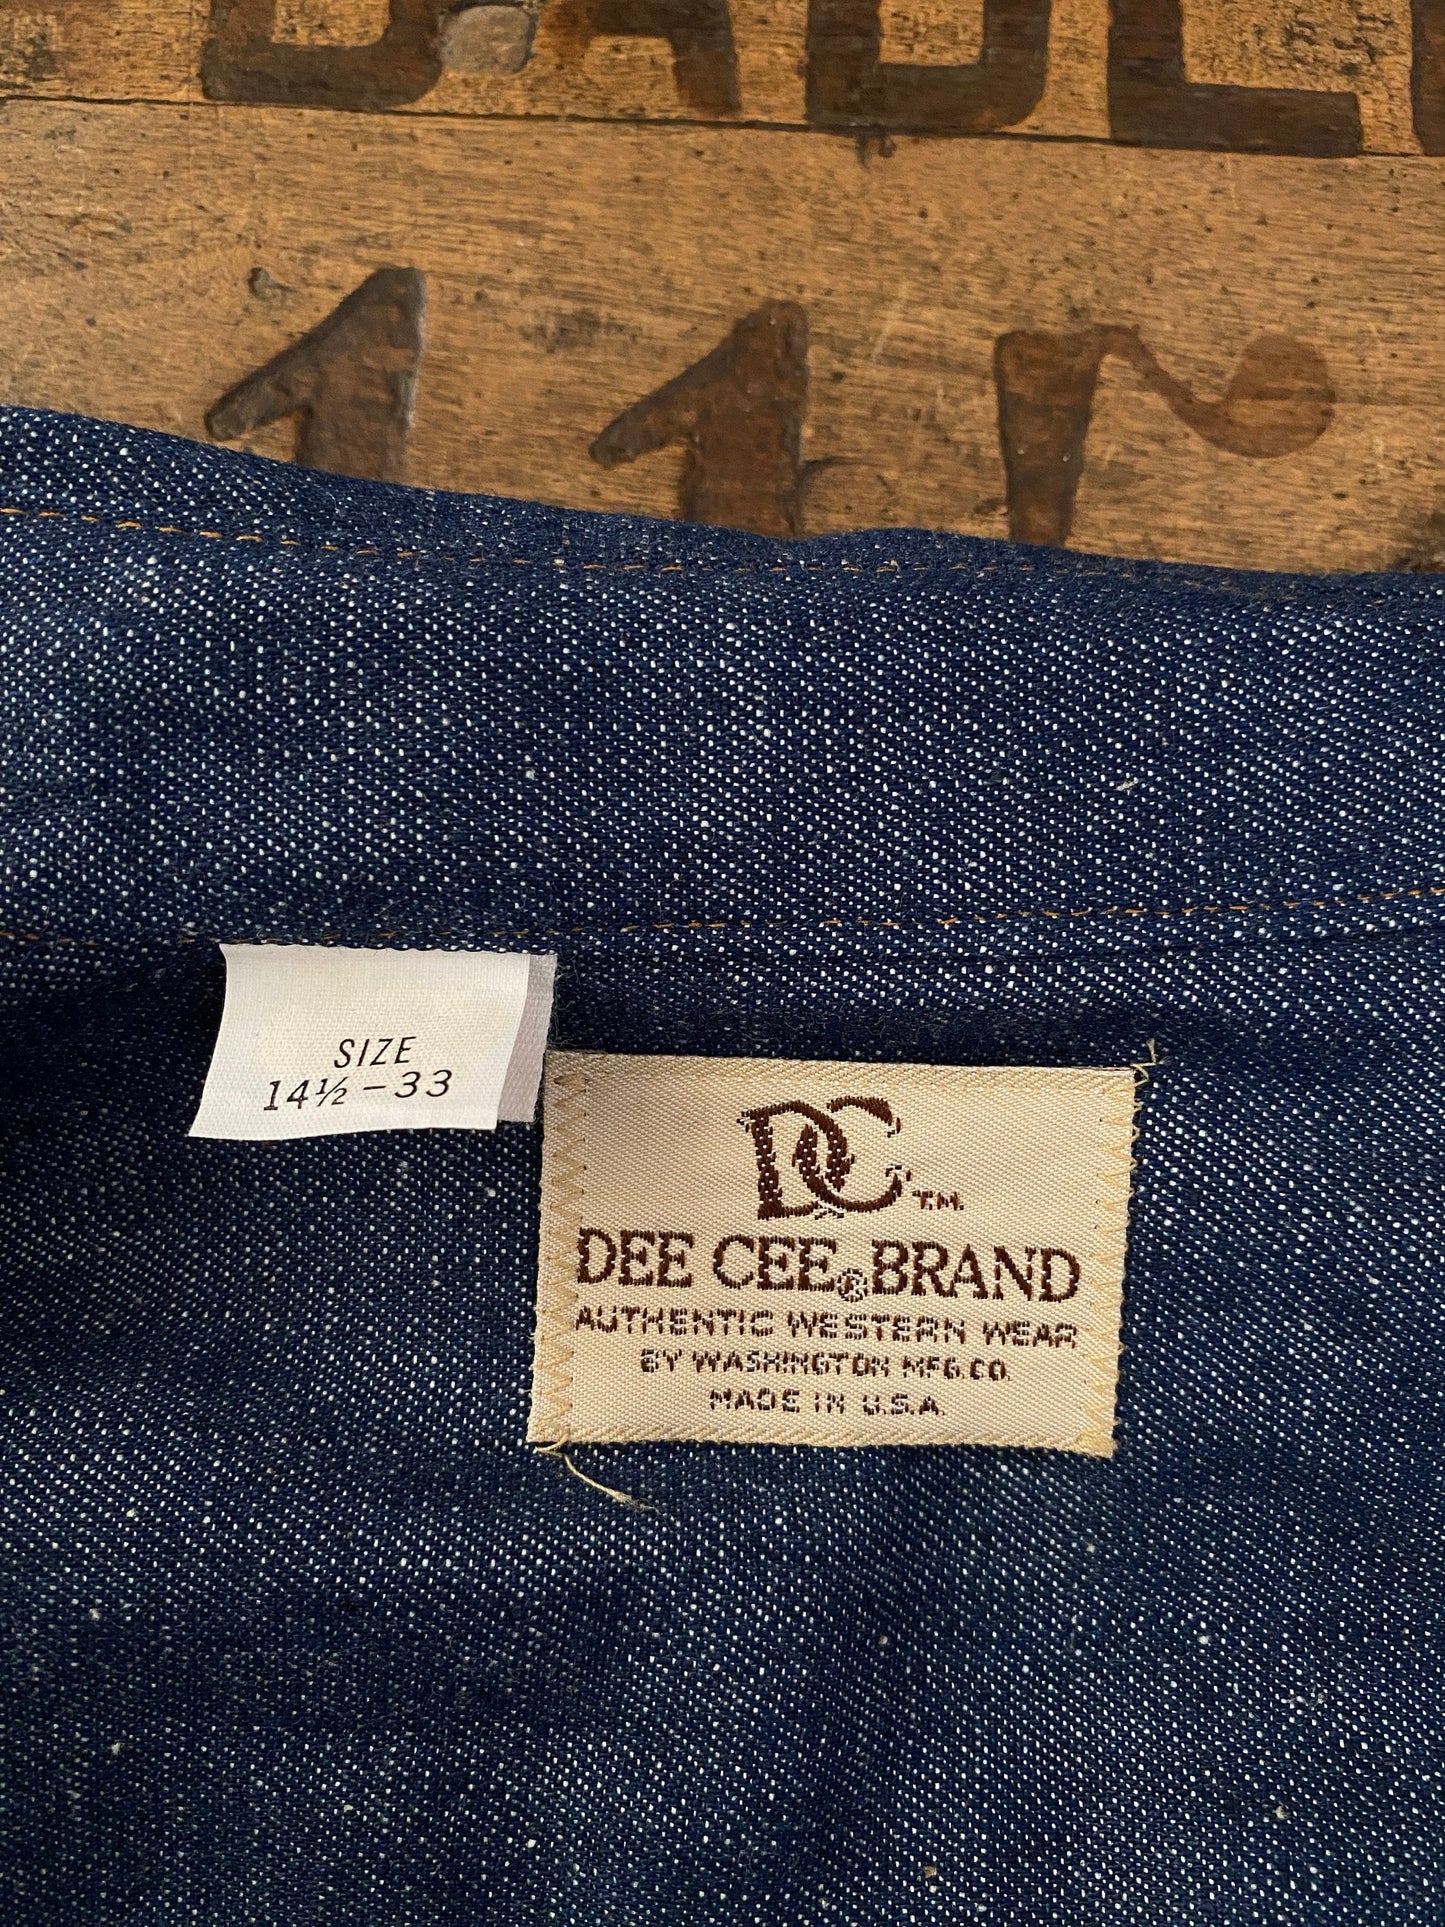 SIZE
14½-33
DC T.M.
DEE CEE® BRAND
AUTHENTIC WESTERN WEAR
BY WASHINGTON MFG. CO.
MADE IN U.S.A.